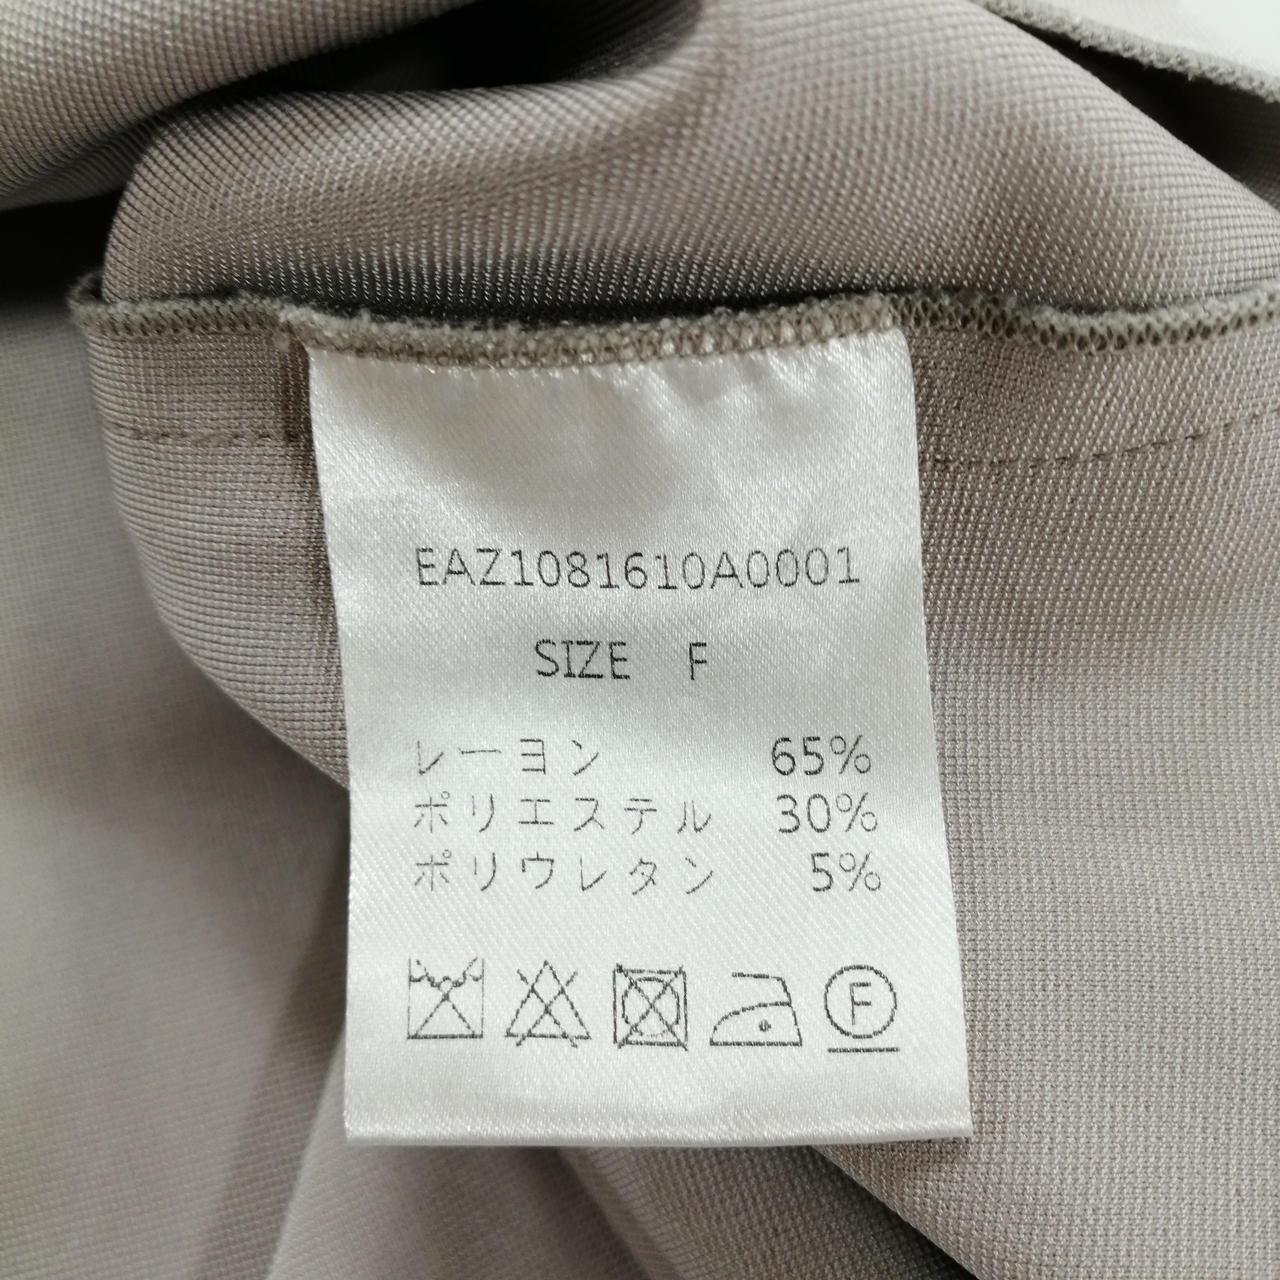 EAZ1081610A0001
SIZE F
レーヨン 65%
ポリエステル 30%
ポリウレタン 5%
F